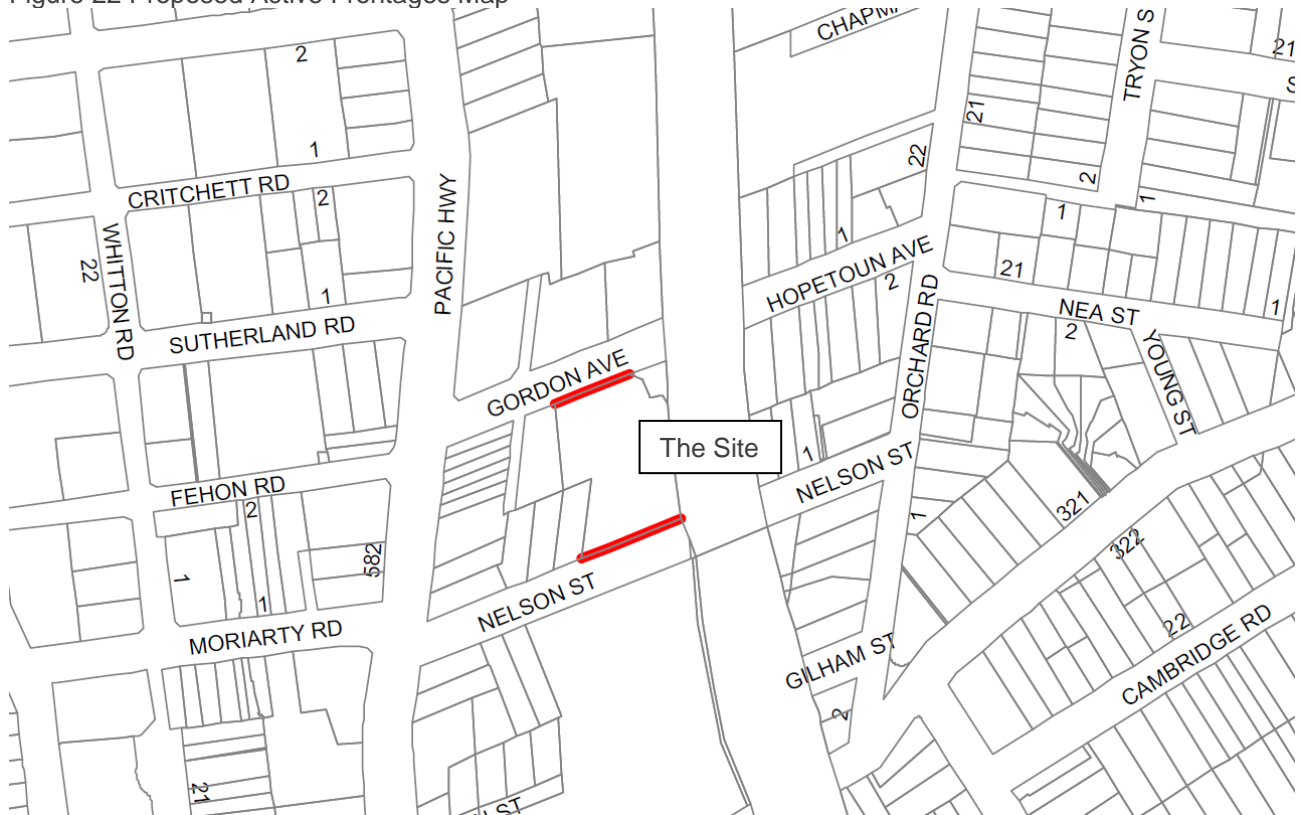 Figure 22 Proposed Active Frontages Map
CHAPM
TRYON S
21
S
2
1
CRITCHETT RD
2
21
22
2
1
1
PACIFIC HWY
WHITTON RD
22
1
HOPETOUN AVE
2
21
1
NEA ST
2
YOUNG ST
SUTHERLAND RD
1
ORCHARD RD
GORDON AVE
The Site
1
NELSON ST
FEHON RD
2
582
1
1
1
321
322
NELSON ST
MORIARTY RD
22
GILHAM ST
CAMBRIDGE RD
2
21
ST